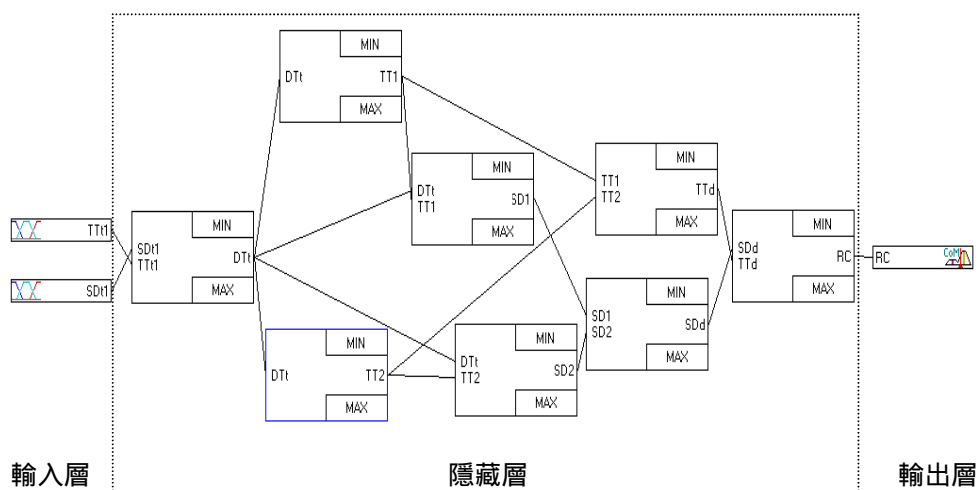 TTt1
SDt1
SDt1
TTt1
MIN
DTt
MAX
DTt
MIN
TT1
MAX
DTt
TT1
MIN
SD1
MAX
DTt
MIN
TT2
MAX
DTt
TT2
MIN
SD2
MAX
TT1
TT2
MIN
TTd
MAX
SD1
SD2
MIN
SDd
MAX
SDd
TTd
MIN
RC
MAX
RC
CoM
輸入層
隱藏層
輸出層